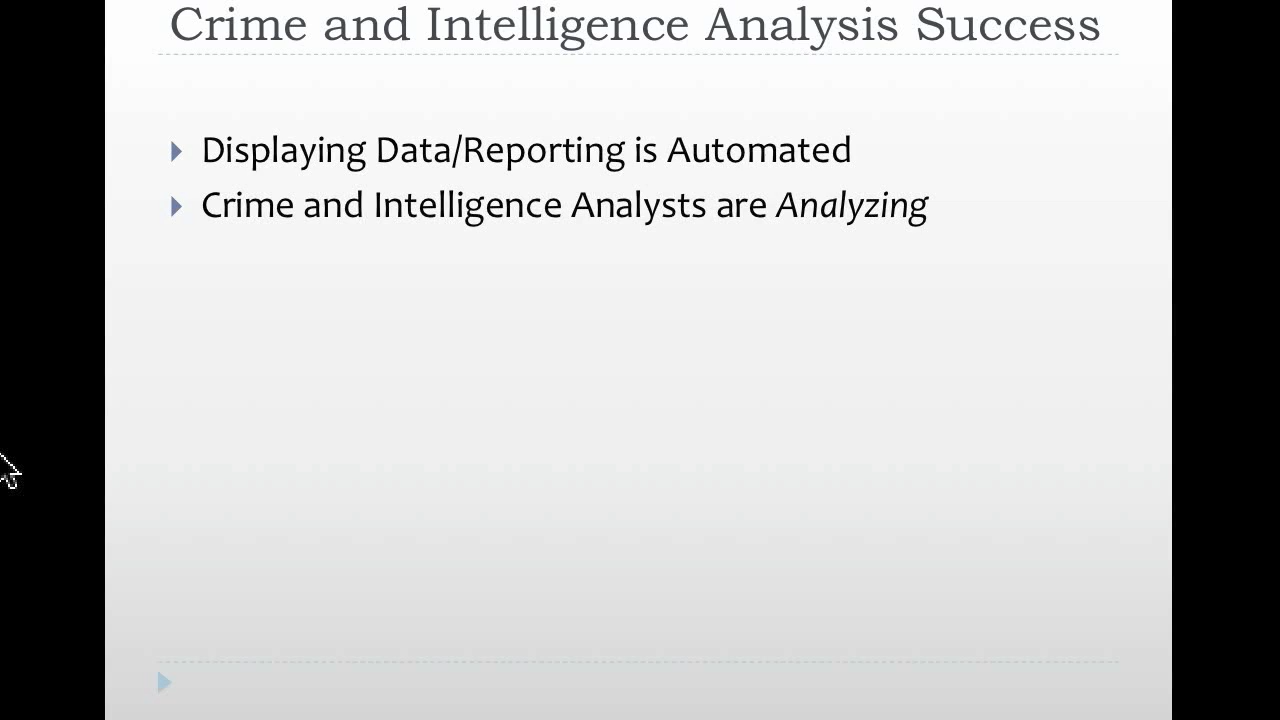 Crime and Intelligence Analysis Success
Displaying Data/Reporting is Automated
Crime and Intelligence Analysts are Analyzing